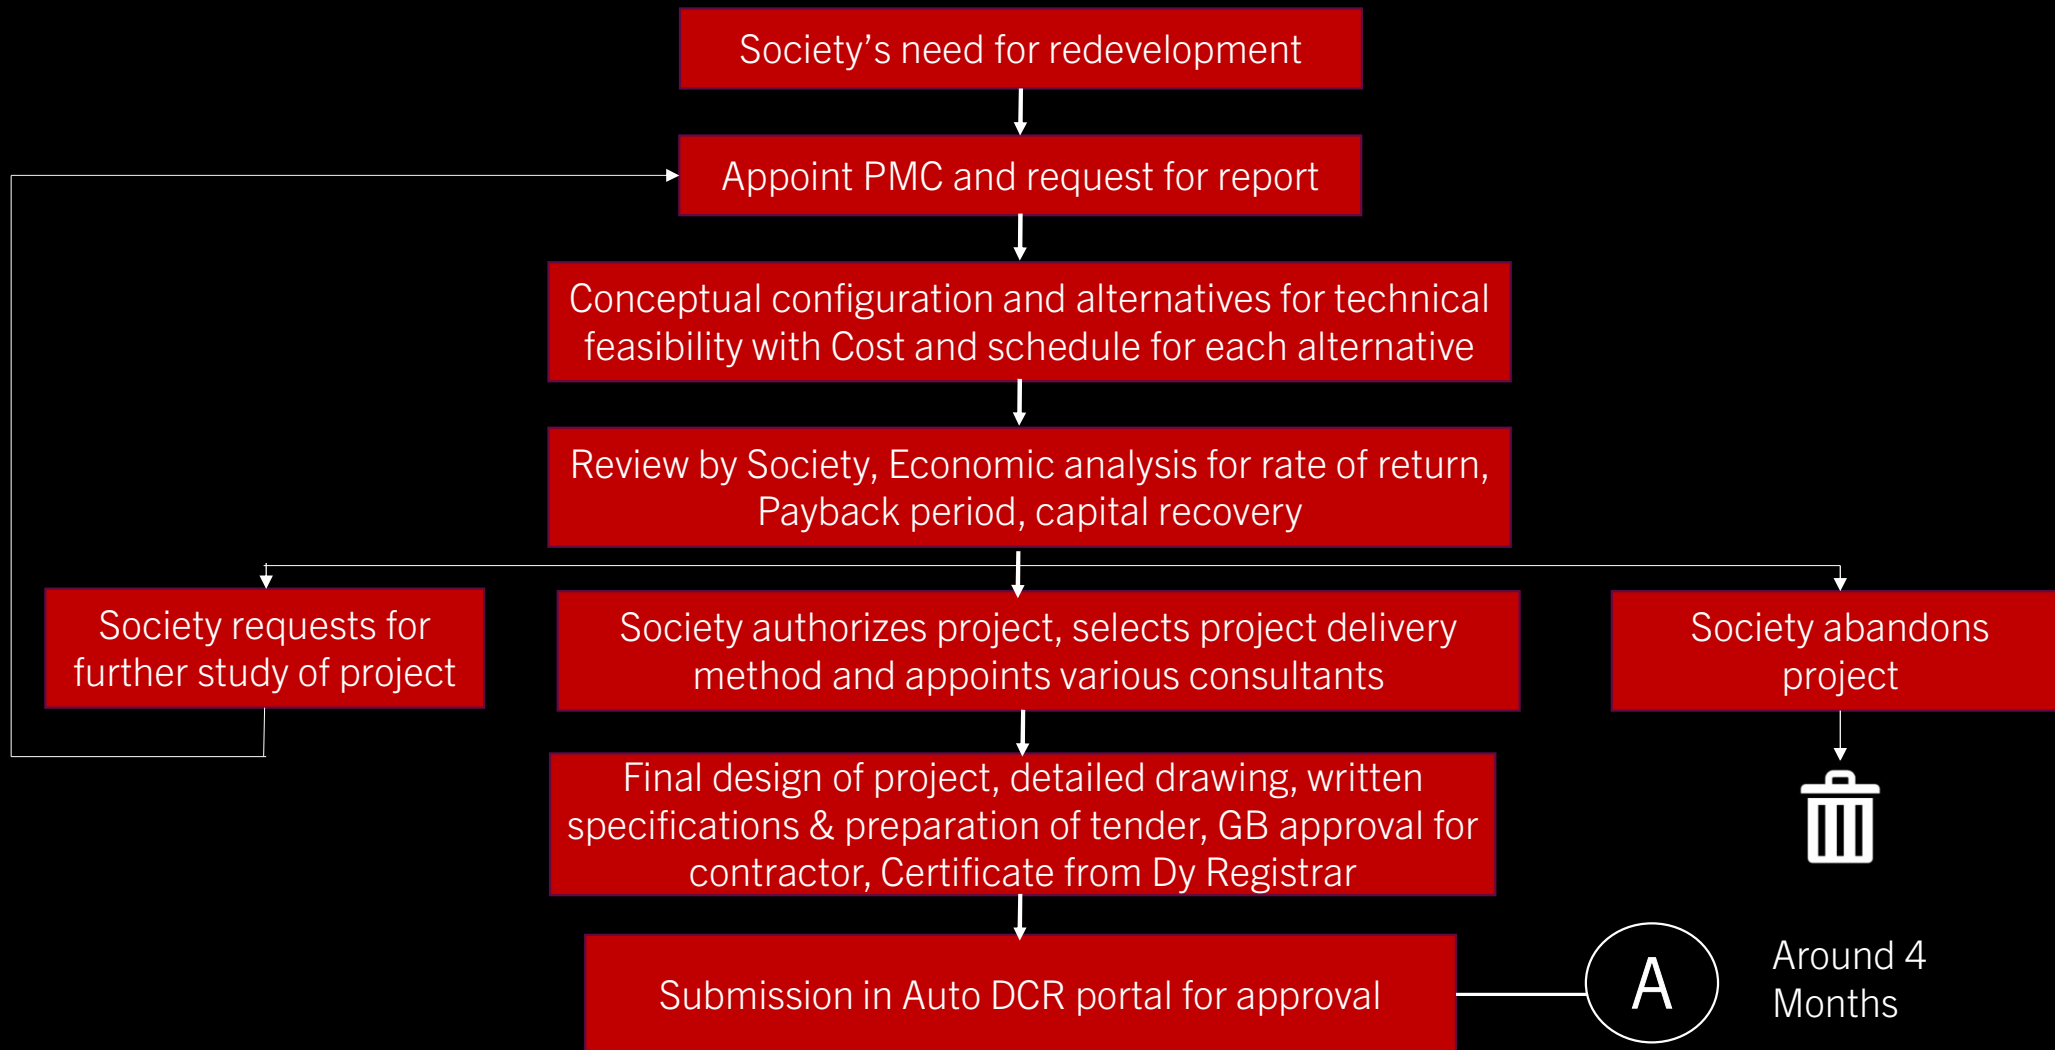 Society’s need for redevelopment
Appoint PMC and request for report
Conceptual configuration and alternatives for technical
feasibility with Cost and schedule for each alternative
Review by Society, Economic analysis for rate of return,
Payback period, capital recovery
Society requests for
further study of project
Society authorizes project, selects project delivery
method and appoints various consultants
Society abandons
project
Final design of project, detailed drawing, written
specifications & preparation of tender, GB approval for
contractor, Certificate from Dy Registrar
Submission in Auto DCR portal for approval
A
Around 4
Months